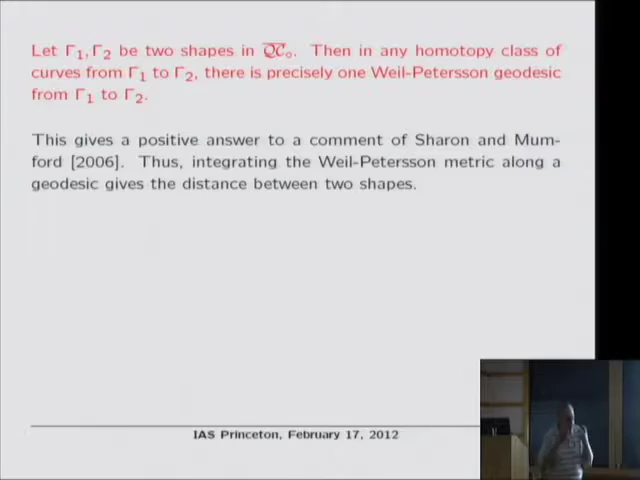 Let Γ₁, Γ₂ be two shapes in $\overline{\mathcal{QC}}_\circ$. Then in any homotopy class of
curves from Γ₁ to Γ₂, there is precisely one Weil-Petersson geodesic
from Γ₁ to Γ₂.
This gives a positive answer to a comment of Sharon and Mum-
ford [2006]. Thus, integrating the Weil-Petersson metric along a
geodesic gives the distance between two shapes.
IAS Princeton, February 17, 2012